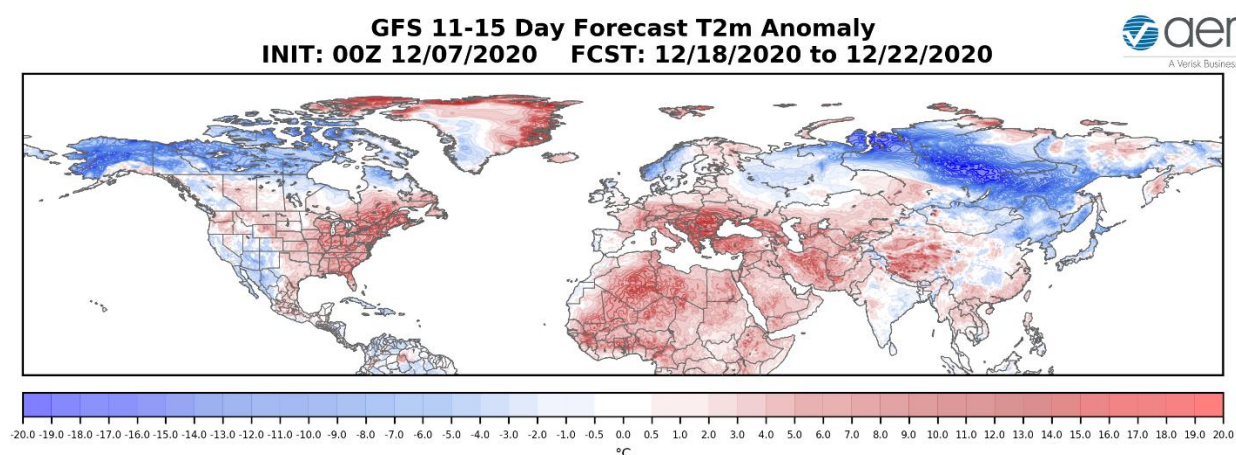 GFS 11-15 Day Forecast T2m Anomaly
INIT: 00Z 12/07/2020 FCST: 12/18/2020 to 12/22/2020
aer
A Verisk Business
-20.0 -19.0 -17.0 -16.0 -15.0 -14.0 -13.0 -12.0 -11.0 -10.0 -9.0 -8.0 -7.0 -6.0 -5.0 -4.0 -3.0 -2.0 -1.0 -0.5 0.0 0.5 1.0 2.0 3.0 4.0 5.0 6.0 7.0 8.0 9.0 10.0 11.0 12.0 13.0 14.0 15.0 16.0 17.0 19.0 20.0
°C